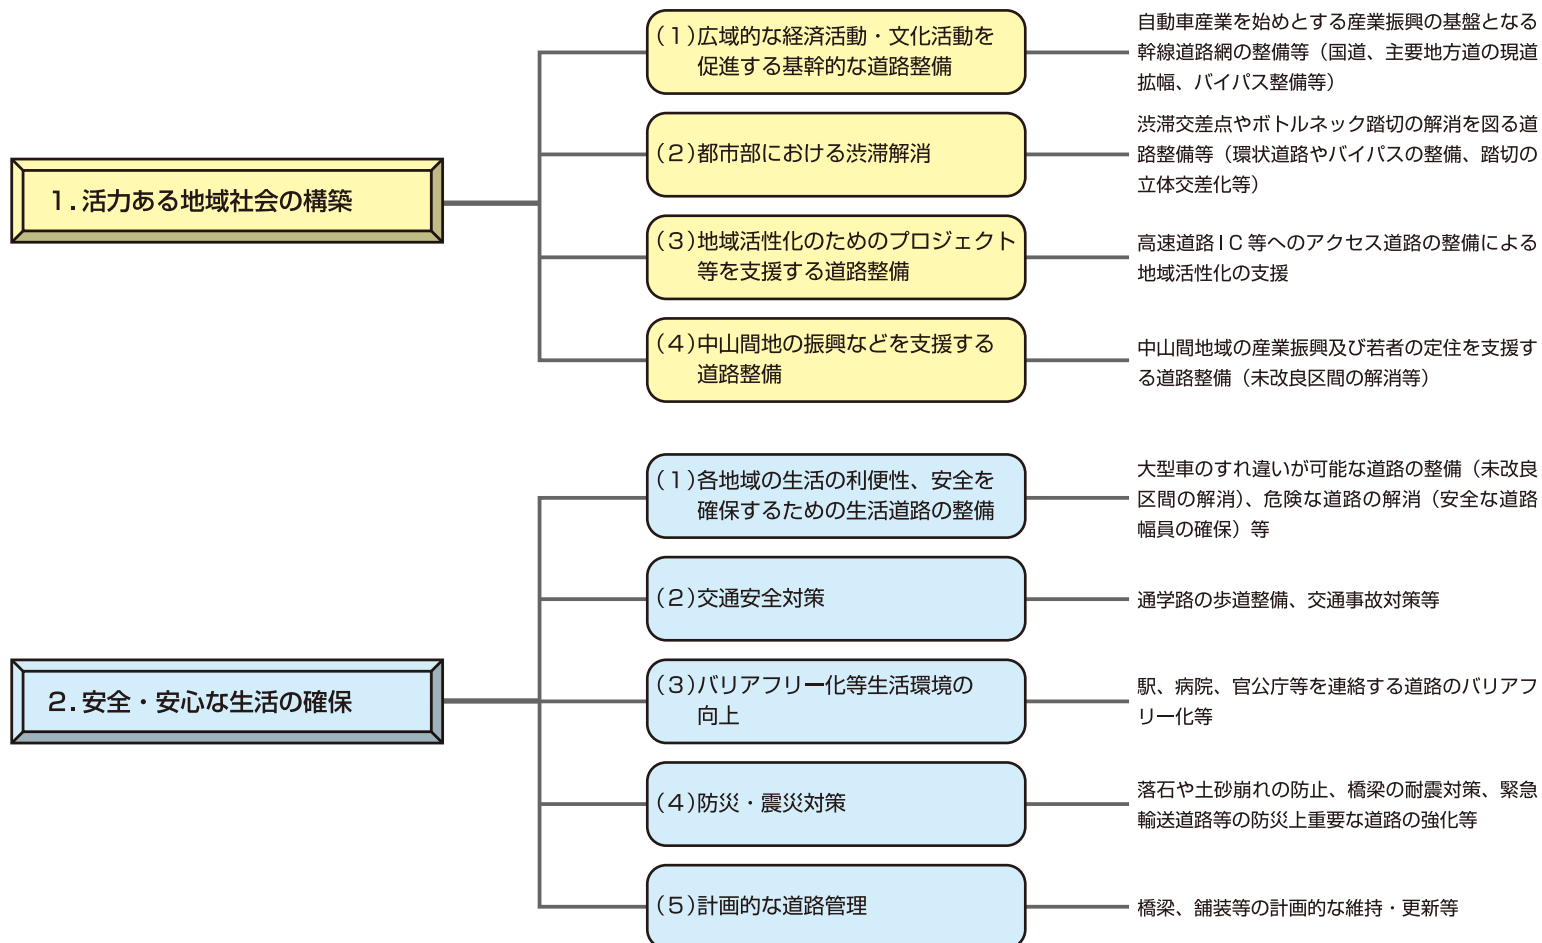 1.活力ある地域社会の構築
(1)広域的な経済活動・文化活動を
促進する基幹的な道路整備
自動車産業を始めとする産業振興の基盤となる
幹線道路網の整備等（国道、主要地方道の現道
拡幅、バイパス整備等）
(2)都市部における渋滞解消
渋滞交差点やボトルネック踏切の解消を図る道
路整備等（環状道路やバイパスの整備、踏切の
立体交差化等）
(3)地域活性化のためのプロジェクト
等を支援する道路整備
高速道路IC等へのアクセス道路の整備による
地域活性化の支援
(4)中山間地の振興などを支援する
道路整備
中山間地域の産業振興及び若者の定住を支援す
る道路整備（未改良区間の解消等）
2.安全・安心な生活の確保
(1)各地域の生活の利便性、安全を
確保するための生活道路の整備
大型車のすれ違いが可能な道路の整備（未改良
区間の解消）、危険な道路の解消（安全な道路
幅員の確保）等
(2)交通安全対策
通学路の歩道整備、交通事故対策等
(3)バリアフリー化等生活環境の
向上
駅、病院、官公庁等を連絡する道路のバリアフ
リー化等
(4)防災・震災対策
落石や土砂崩れの防止、橋梁の耐震対策、緊急
輸送道路等の防災上重要な道路の強化等
(5)計画的な道路管理
橋梁、舗装等の計画的な維持・更新等